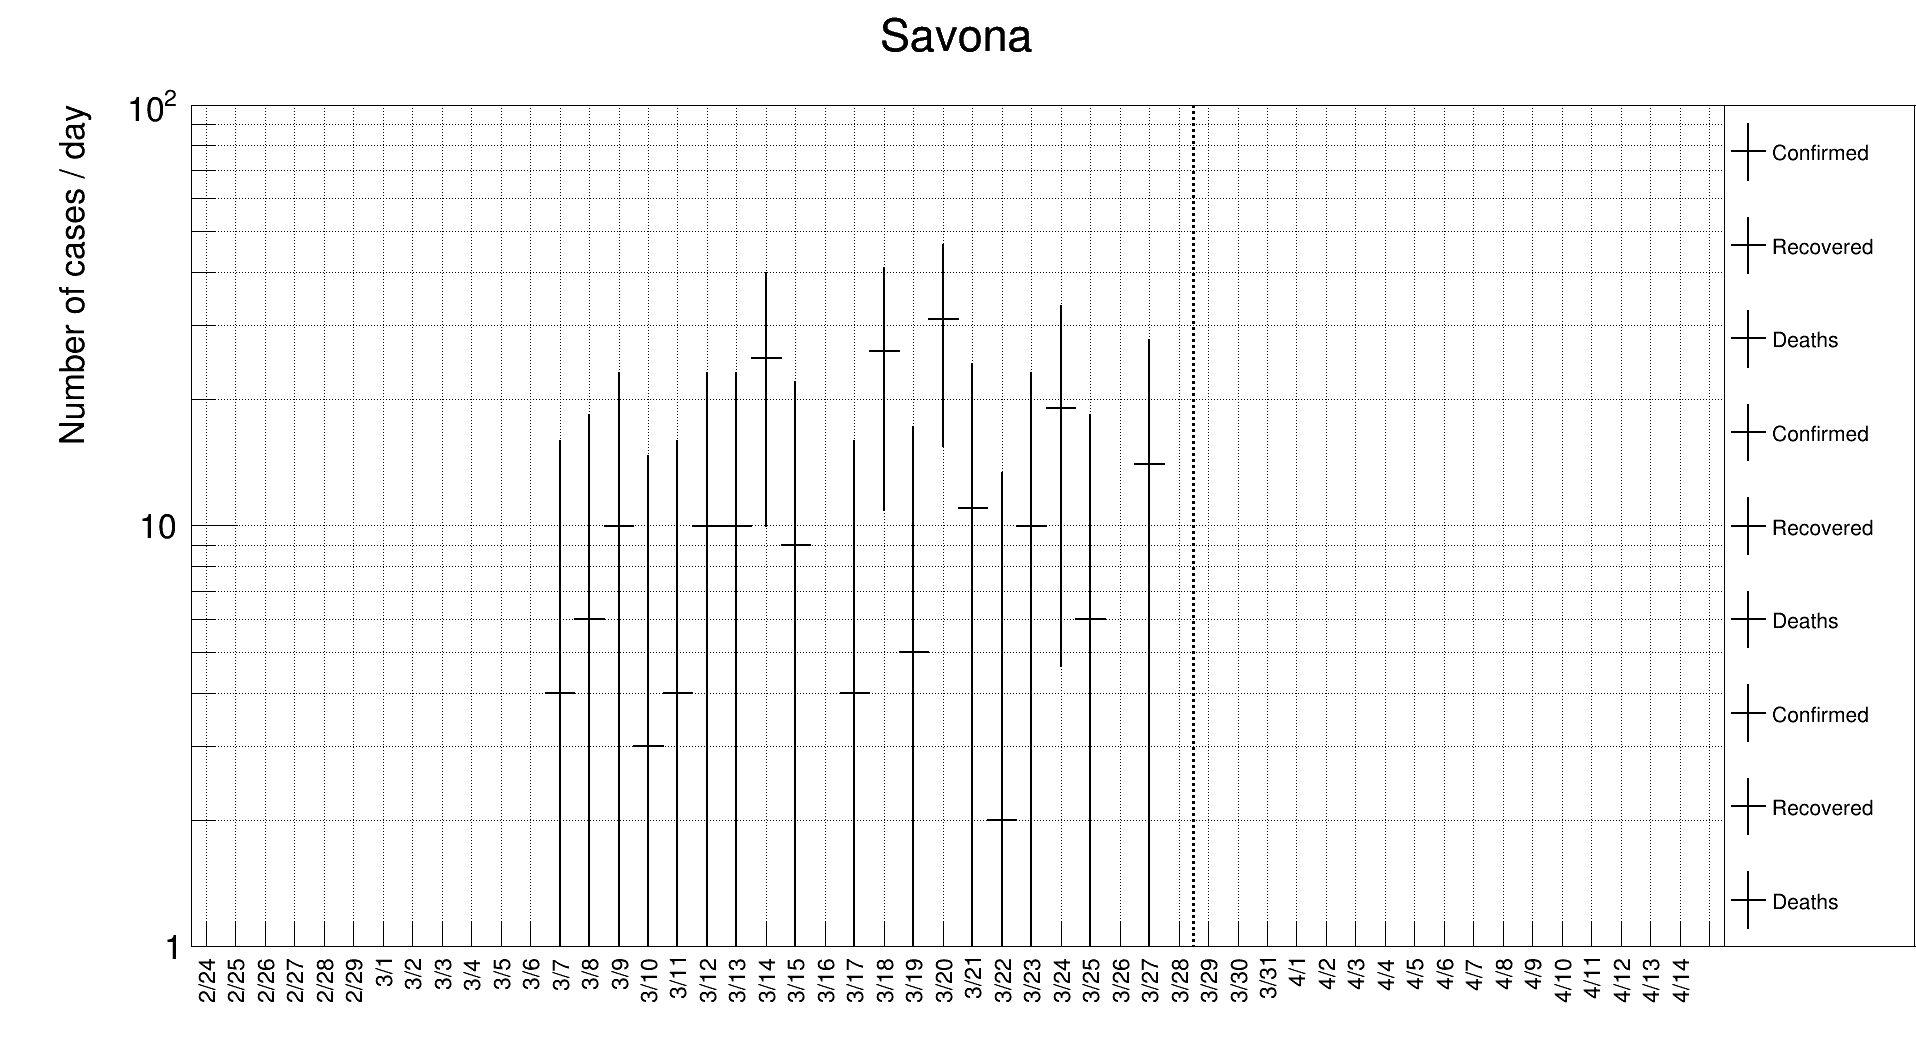 Savona
Number of cases / day
10²
10
1
2/24 2/25 2/26 2/27 2/28 2/29 3/1 3/2 3/3 3/4 3/5 3/6 3/7 3/8 3/9 3/10 3/11 3/12 3/13 3/14 3/15 3/16 3/17 3/18 3/19 3/20 3/21 3/22 3/23 3/24 3/25 3/26 3/27 3/28 3/29 3/30 3/31 4/1 4/2 4/3 4/4 4/5 4/6 4/7 4/8 4/9 4/10 4/11 4/12 4/13 4/14
Confirmed
Recovered
Deaths
Confirmed
Recovered
Deaths
Confirmed
Recovered
Deaths